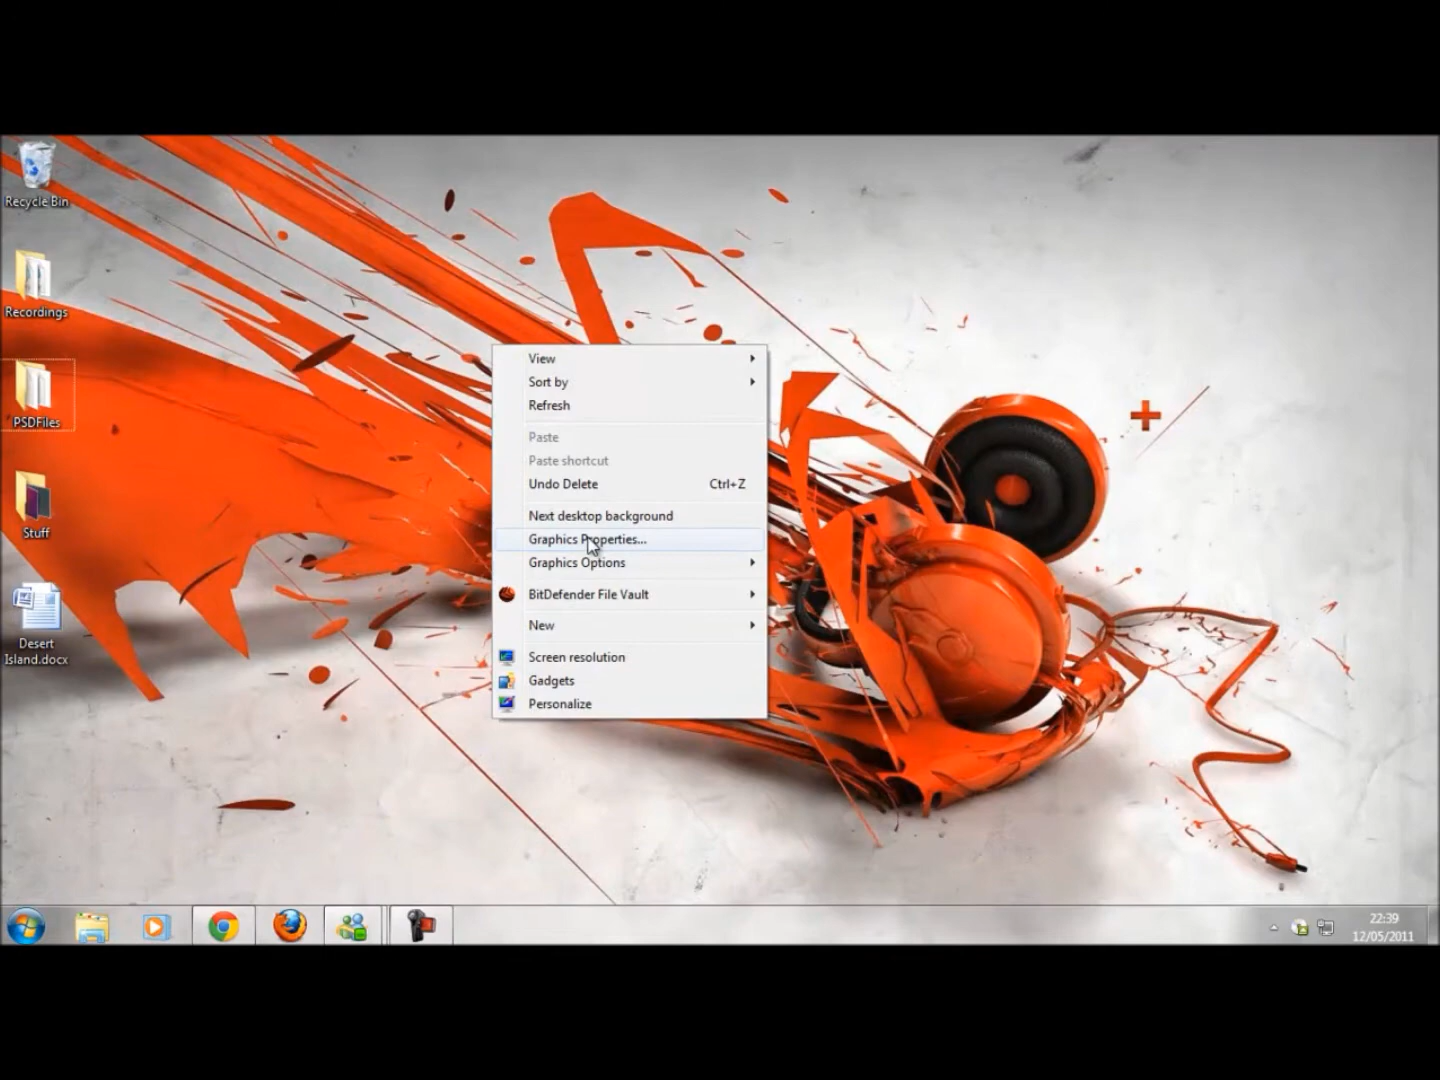 Recycle Bin
Recordings
PSDFiles
Stuff
Desert
Island.docx
View
Sort by
Refresh
Paste
Paste shortcut
Undo Delete Ctrl+Z
Next desktop background
Graphics Properties...
Graphics Options
BitDefender File Vault
New
Screen resolution
Gadgets
Personalize
22:39
12/05/2011